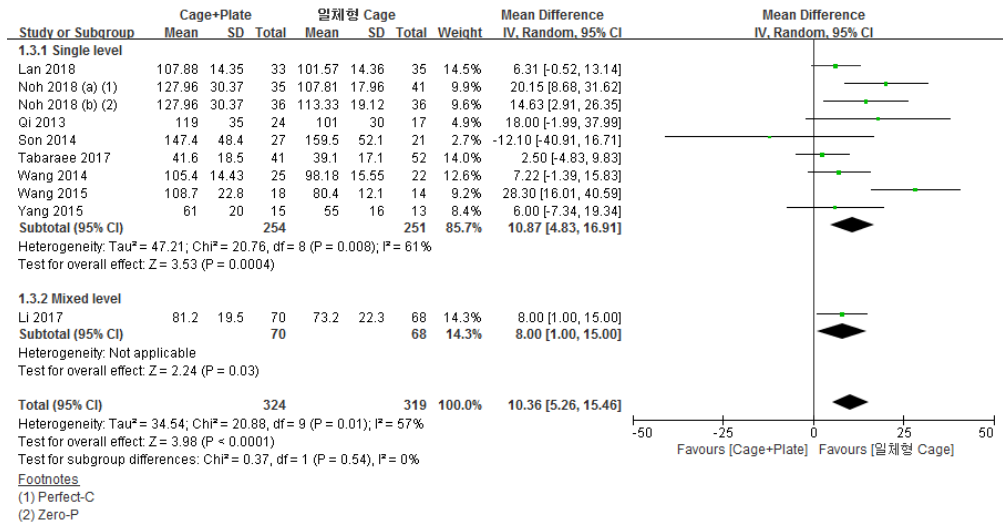 Cage+Plate 일체형 Cage Mean Difference Mean Difference
Study or Subgroup Mean SD Total Mean SD Total Weight IV, Random, 95% CI IV, Random, 95% CI
1.3.1 Single level
Lan 2018 107.88 14.35 33 101.57 14.36 35 14.5% 6.31 [-0.52, 13.14]
Noh 2018 (a) (1) 127.96 30.37 35 107.81 17.96 41 9.9% 20.15 [8.68, 31.62]
Noh 2018 (b) (2) 127.96 30.37 36 113.33 19.12 36 9.7% 14.63 [2.91, 26.35]
Qi 2013 119 35 24 101 30 17 4.9% 18.00 [-1.99, 37.99]
Son 2014 147.4 48.4 27 159.5 52.1 21 2.7% -12.10 [-40.91, 16.71]
Tabaraee 2017 41.6 18.5 41 39.1 17.1 52 14.0% 2.50 [-4.83, 9.83]
Wang 2014 105.4 14.43 25 98.18 15.55 22 12.6% 7.22 [-1.39, 15.83]
Wang 2015 108.7 22.8 18 80.4 12.1 14 9.2% 28.30 [16.01, 40.59]
Yang 2015 61 20 15 55 16 13 8.4% 6.00 [-7.34, 19.34]
Subtotal (95% CI) 254 251 85.7% 10.87 [4.83, 16.91]
Heterogeneity: Tau² = 47.21; Chi² = 20.76, df = 8 (P = 0.008); I² = 61%
Test for overall effect: Z = 3.53 (P = 0.0004)
1.3.2 Mixed level
Li 2017 81.2 19.5 70 73.2 22.3 68 14.3% 8.00 [1.00, 15.00]
Subtotal (95% CI) 70 68 14.3% 8.00 [1.00, 15.00]
Heterogeneity: Not applicable
Test for overall effect: Z = 2.24 (P = 0.03)
Total (95% CI) 324 319 100.0% 10.36 [5.26, 15.46]
Heterogeneity: Tau² = 34.54; Chi² = 20.88, df = 9 (P = 0.01); I² = 57%
Test for overall effect: Z = 3.98 (P < 0.0001)
Test for subgroup differences: Chi² = 0.37, df = 1 (P = 0.54), I² = 0%
-50 -25 0 25 50
Favours [Cage+Plate] Favours [일체형 Cage]
Footnotes
(1) Perfect-C
(2) Zero-P